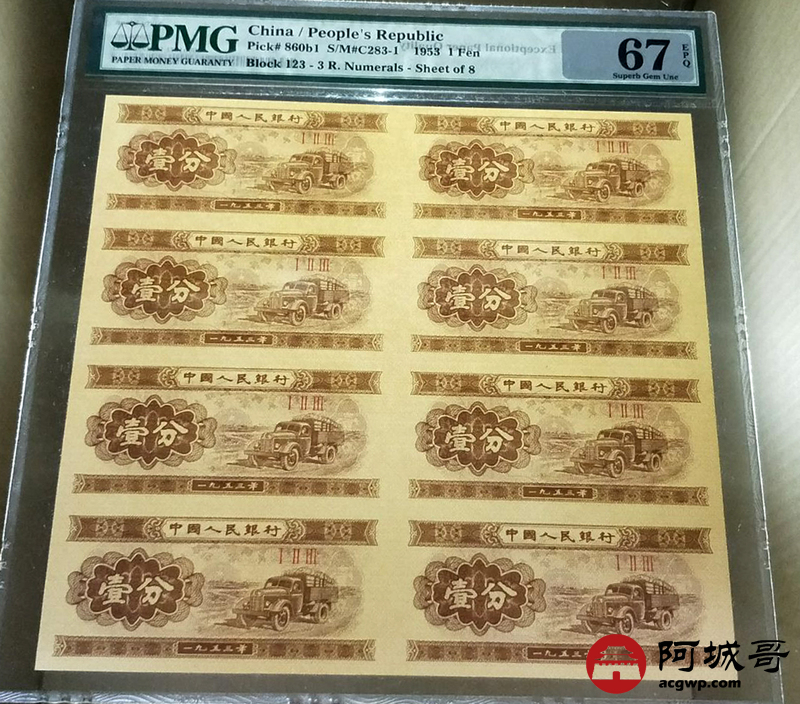 PMG
PAPER MONEY GUARANTY
China / People's Republic
Pick# 860b1 S/M#C283-1 1953 1 Fen
Block 123 - 3 R. Numerals - Sheet of 8
Exceptional Paper Quality
67 EPQ
Superb Gem Unc
中國人民銀行
I II III
壹分
一九五三年
中國人民銀行
I II III
壹分
一九五三年
中國人民銀行
I II III
壹分
一九五三年
中國人民銀行
I II III
壹分
一九五三年
中國人民銀行
I II III
壹分
一九五三年
中國人民銀行
I II III
壹分
一九五三年
中國人民銀行
I II III
壹分
一九五三年
中國人民銀行
I II III
壹分
一九五三
阿城哥
acgwp.com